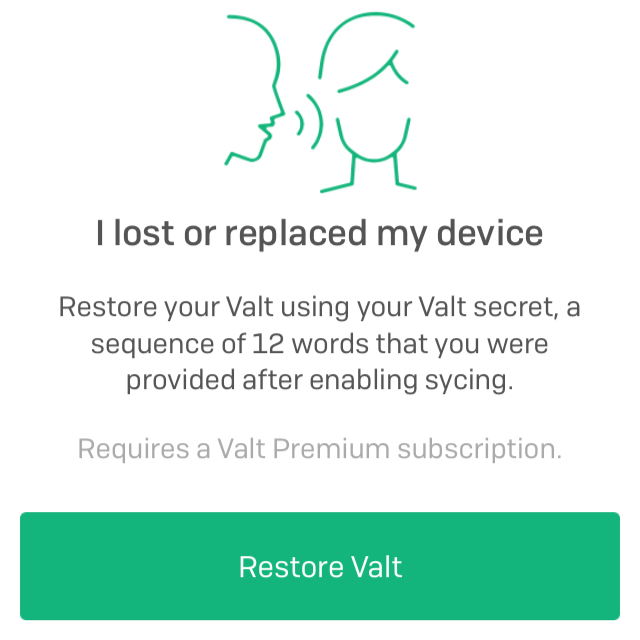 I lost or replaced my device
Restore your Valt using your Valt secret, a
sequence of 12 words that you were
provided after enabling sycing.
Requires a Valt Premium subscription.
Restore Valt